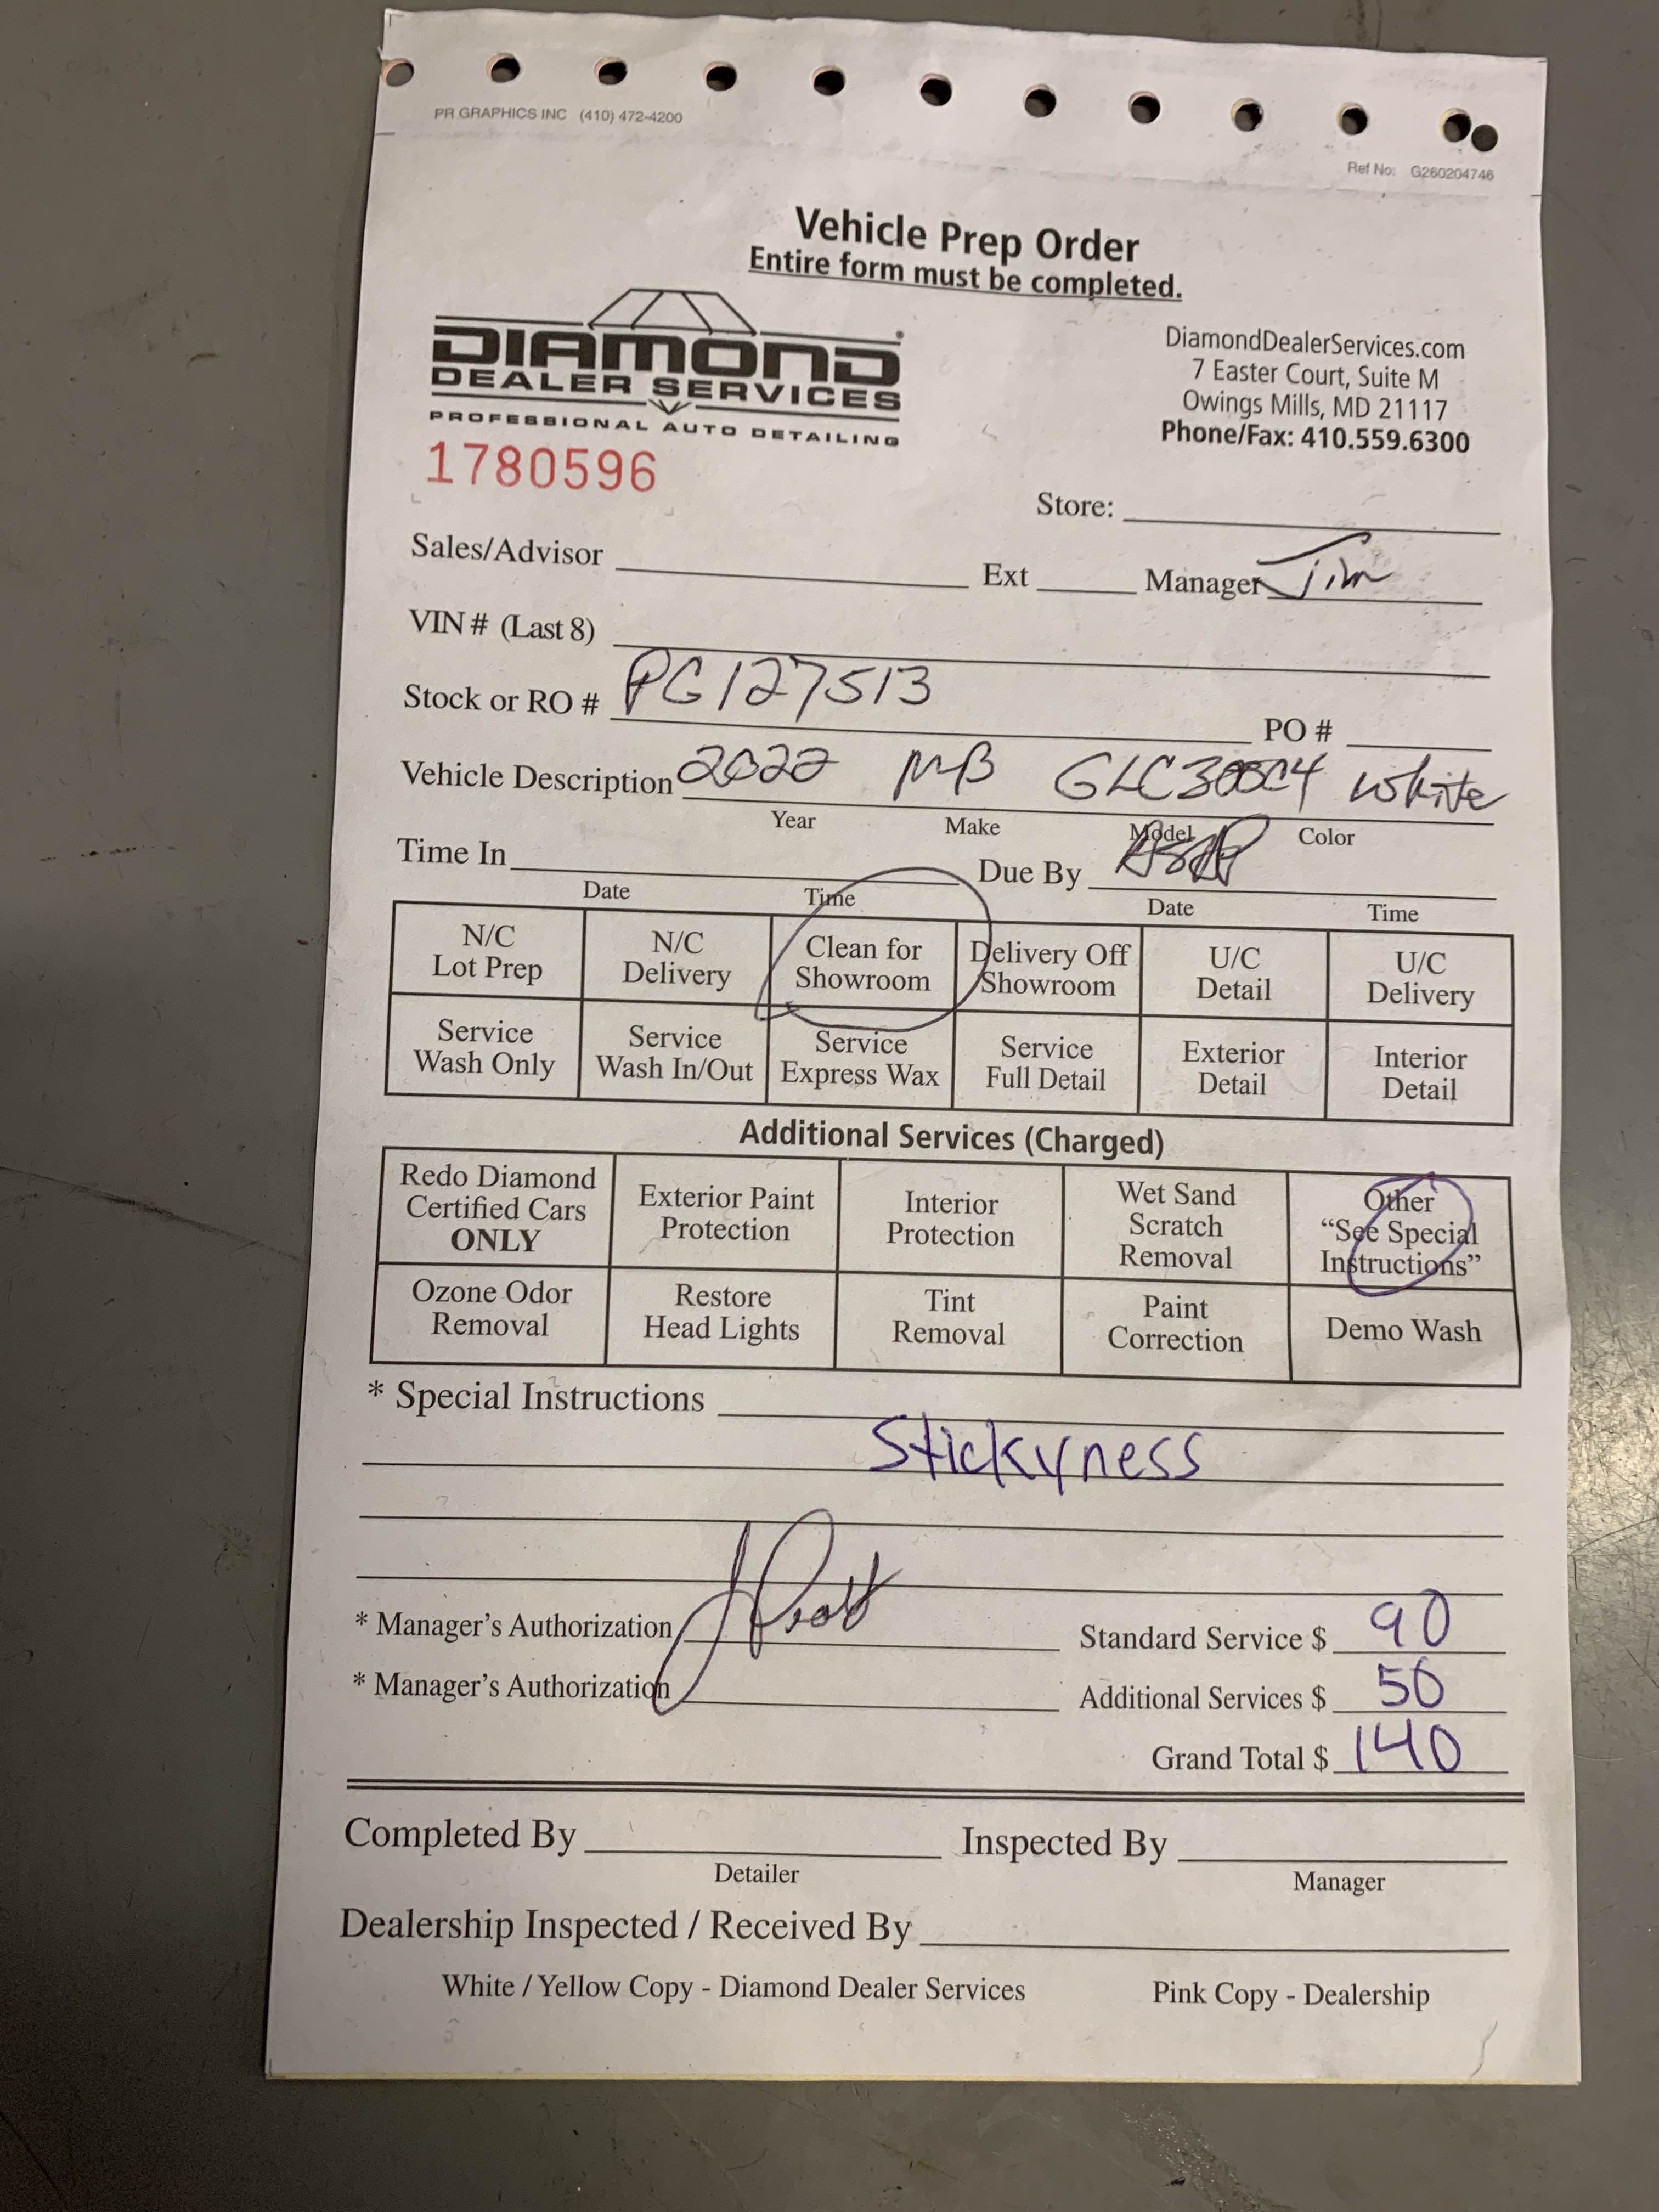 PR GRAPHICS INC (410) 472-4200
Ref No: G260204746
Vehicle Prep Order
Entire form must be completed.
DIAMOND®
DEALER SERVICES
PROFESSIONAL AUTO DETAILING
1780596
DiamondDealerServices.com
7 Easter Court, Suite M
Owings Mills, MD 21117
Phone/Fax: 410.559.6300
Store:
Sales/Advisor Ext Manager Jim
VIN # (Last 8)
Stock or RO # PG127513 PO #
Vehicle Description 2022 MB GLC300C4 White
Year Make Model Color
Time In Due By ASAP
Date Time Date Time
N/C Lot Prep
N/C Delivery
Clean for Showroom
Delivery Off Showroom
U/C Detail
U/C Delivery
Service Wash Only
Service Wash In/Out
Service Express Wax
Service Full Detail
Exterior Detail
Interior Detail
Additional Services (Charged)
Redo Diamond Certified Cars ONLY
Exterior Paint Protection
Interior Protection
Wet Sand Scratch Removal
Other “See Special Instructions”
Ozone Odor Removal
Restore Head Lights
Tint Removal
Paint Correction
Demo Wash
* Special Instructions
Stickyness
* Manager’s Authorization Standard Service $ 90
* Manager’s Authorization Additional Services $ 50
Grand Total $ 140
Completed By Inspected By
Detailer Manager
Dealership Inspected / Received By
White / Yellow Copy - Diamond Dealer Services Pink Copy - Dealership